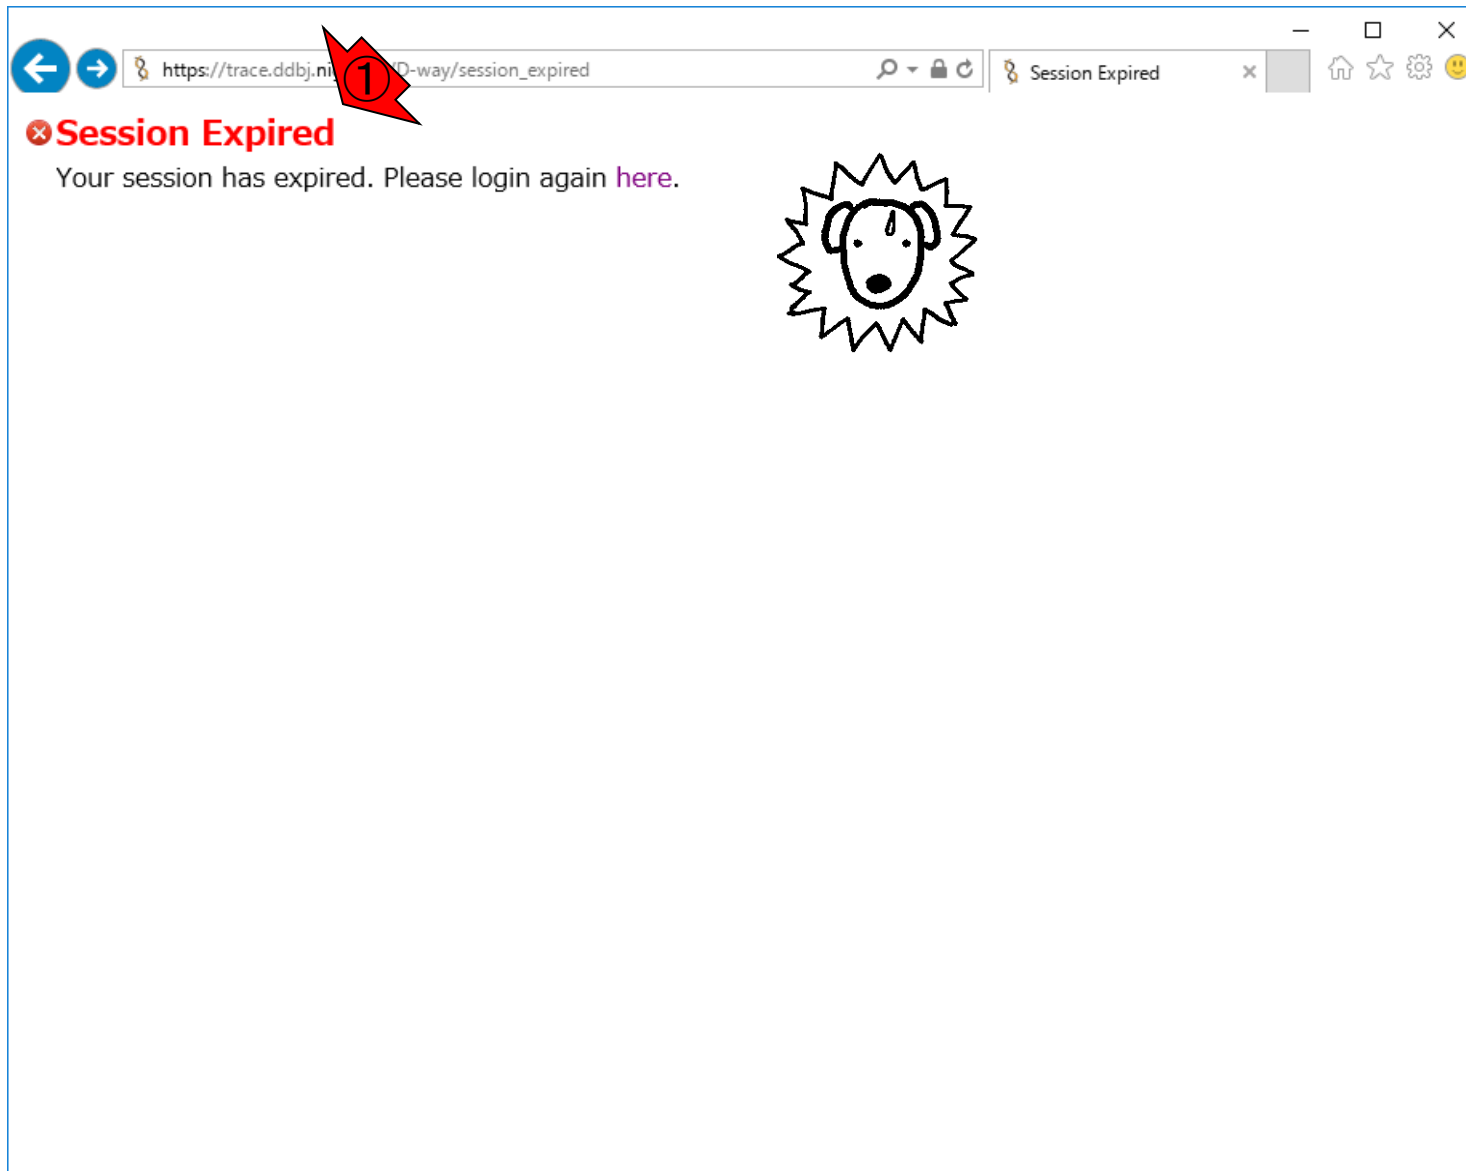 https://trace.ddbj.ni D-way/session_expired
Session Expired
①
Session Expired
Your session has expired. Please login again here.